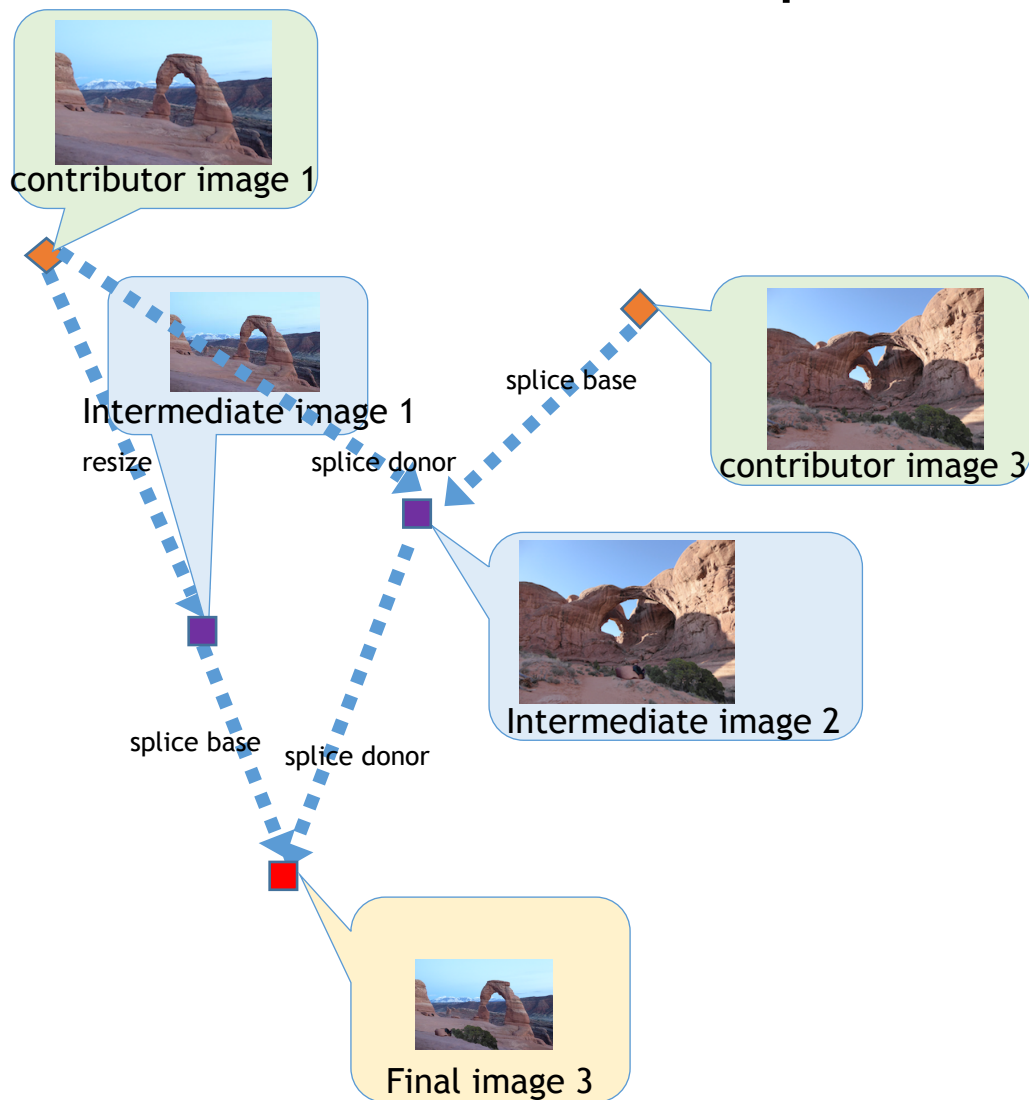 contributor image 1
splice base
Intermediate image 1
resize
splice donor
contributor image 3
Intermediate image 2
splice base
splice donor
Final image 3